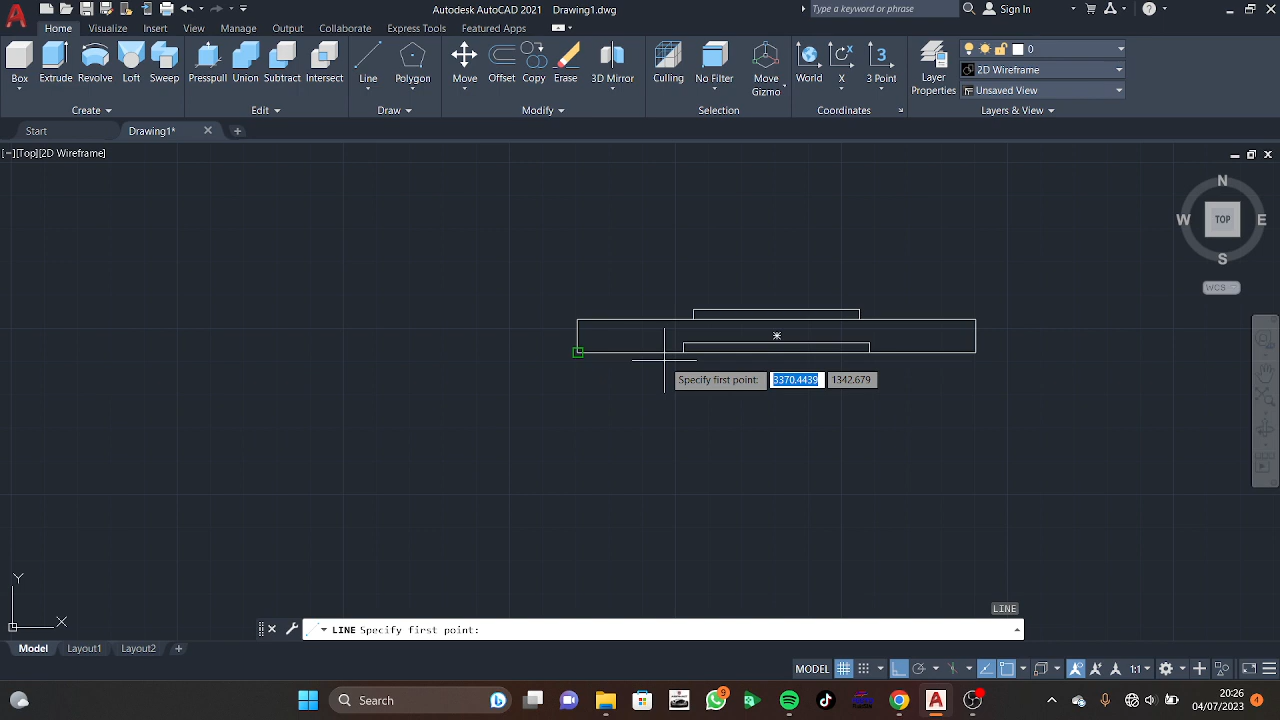 Autodesk AutoCAD 2021 Drawing1.dwg
Type a keyword or phrase
Sign In
Home Visualize Insert View Manage Output Collaborate Express Tools Featured Apps
Box Extrude Revolve Loft Sweep
Presspull Union Subtract Intersect
Line Polygon
Move Offset Copy Erase 3D Mirror
Culling No Filter Move Gizmo
World X 3 Point
Layer Properties
0
2D Wireframe
Unsaved View
Create Edit Draw Modify Selection Coordinates Layers & View
Start Drawing1*
[−][Top][2D Wireframe]
N
W TOP E
S
WCS
Specify first point: 3370.4439 1342.679
Y
X
LINE
LINE Specify first point:
Model Layout1 Layout2
MODEL 1:1
Search
9
20:26
04/07/2023
4